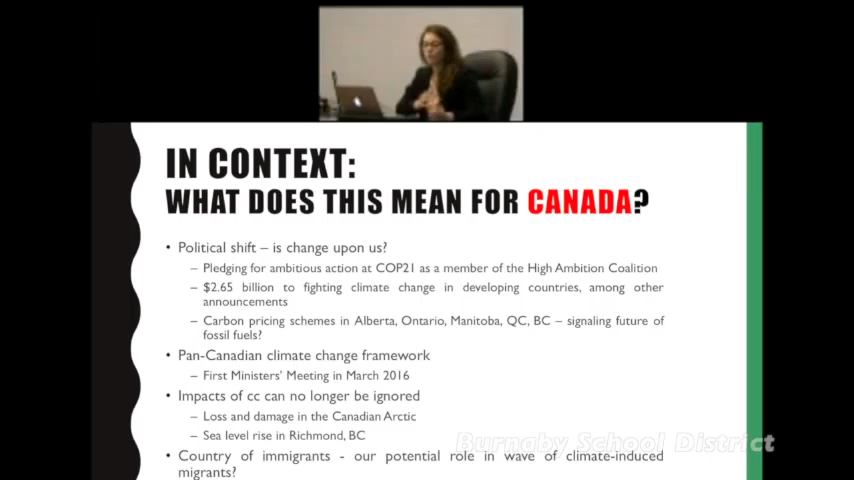 IN CONTEXT:
WHAT DOES THIS MEAN FOR CANADA?
• Political shift – is change upon us?
– Pledging for ambitious action at COP21 as a member of the High Ambition Coalition
– $2.65 billion to fighting climate change in developing countries, among other
announcements
– Carbon pricing schemes in Alberta, Ontario, Manitoba, QC, BC – signaling future of
fossil fuels?
• Pan-Canadian climate change framework
– First Ministers' Meeting in March 2016
• Impacts of cc can no longer be ignored
– Loss and damage in the Canadian Arctic
– Sea level rise in Richmond, BC
Burnaby School District
• Country of immigrants - our potential role in wave of climate-induced
migrants?